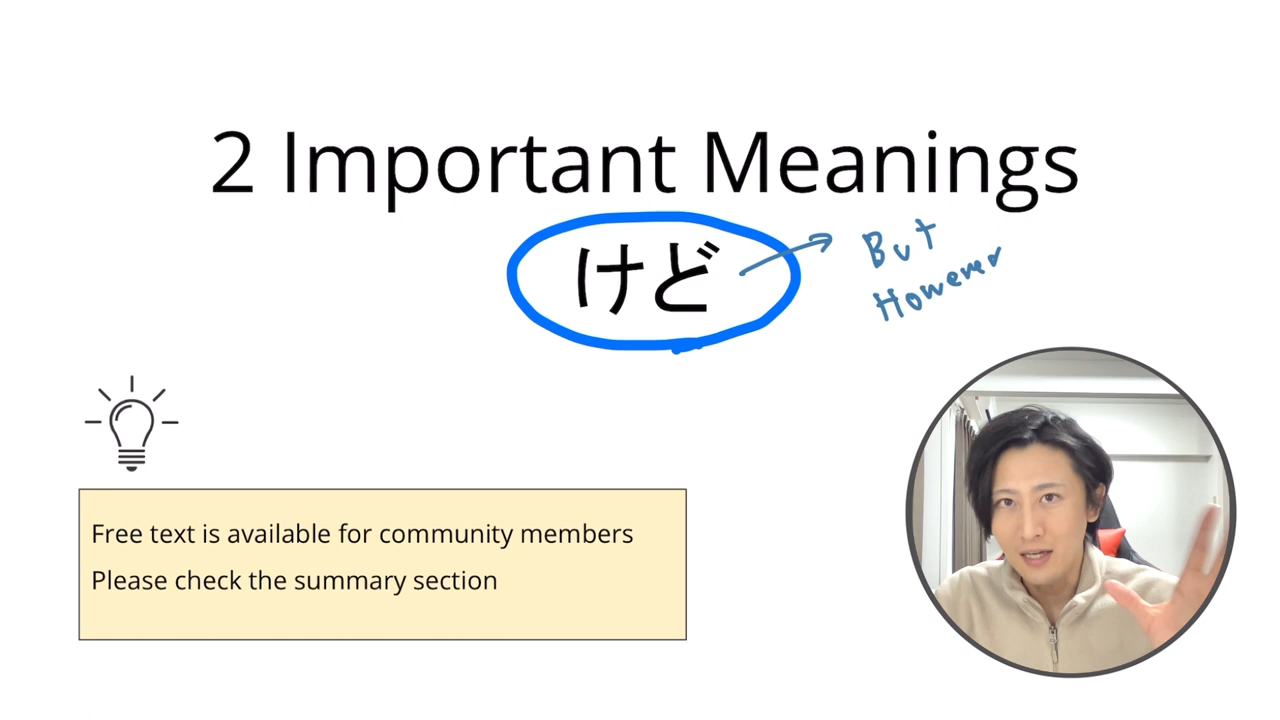 2 Important Meanings
けど
But
However
Free text is available for community members
Please check the summary section